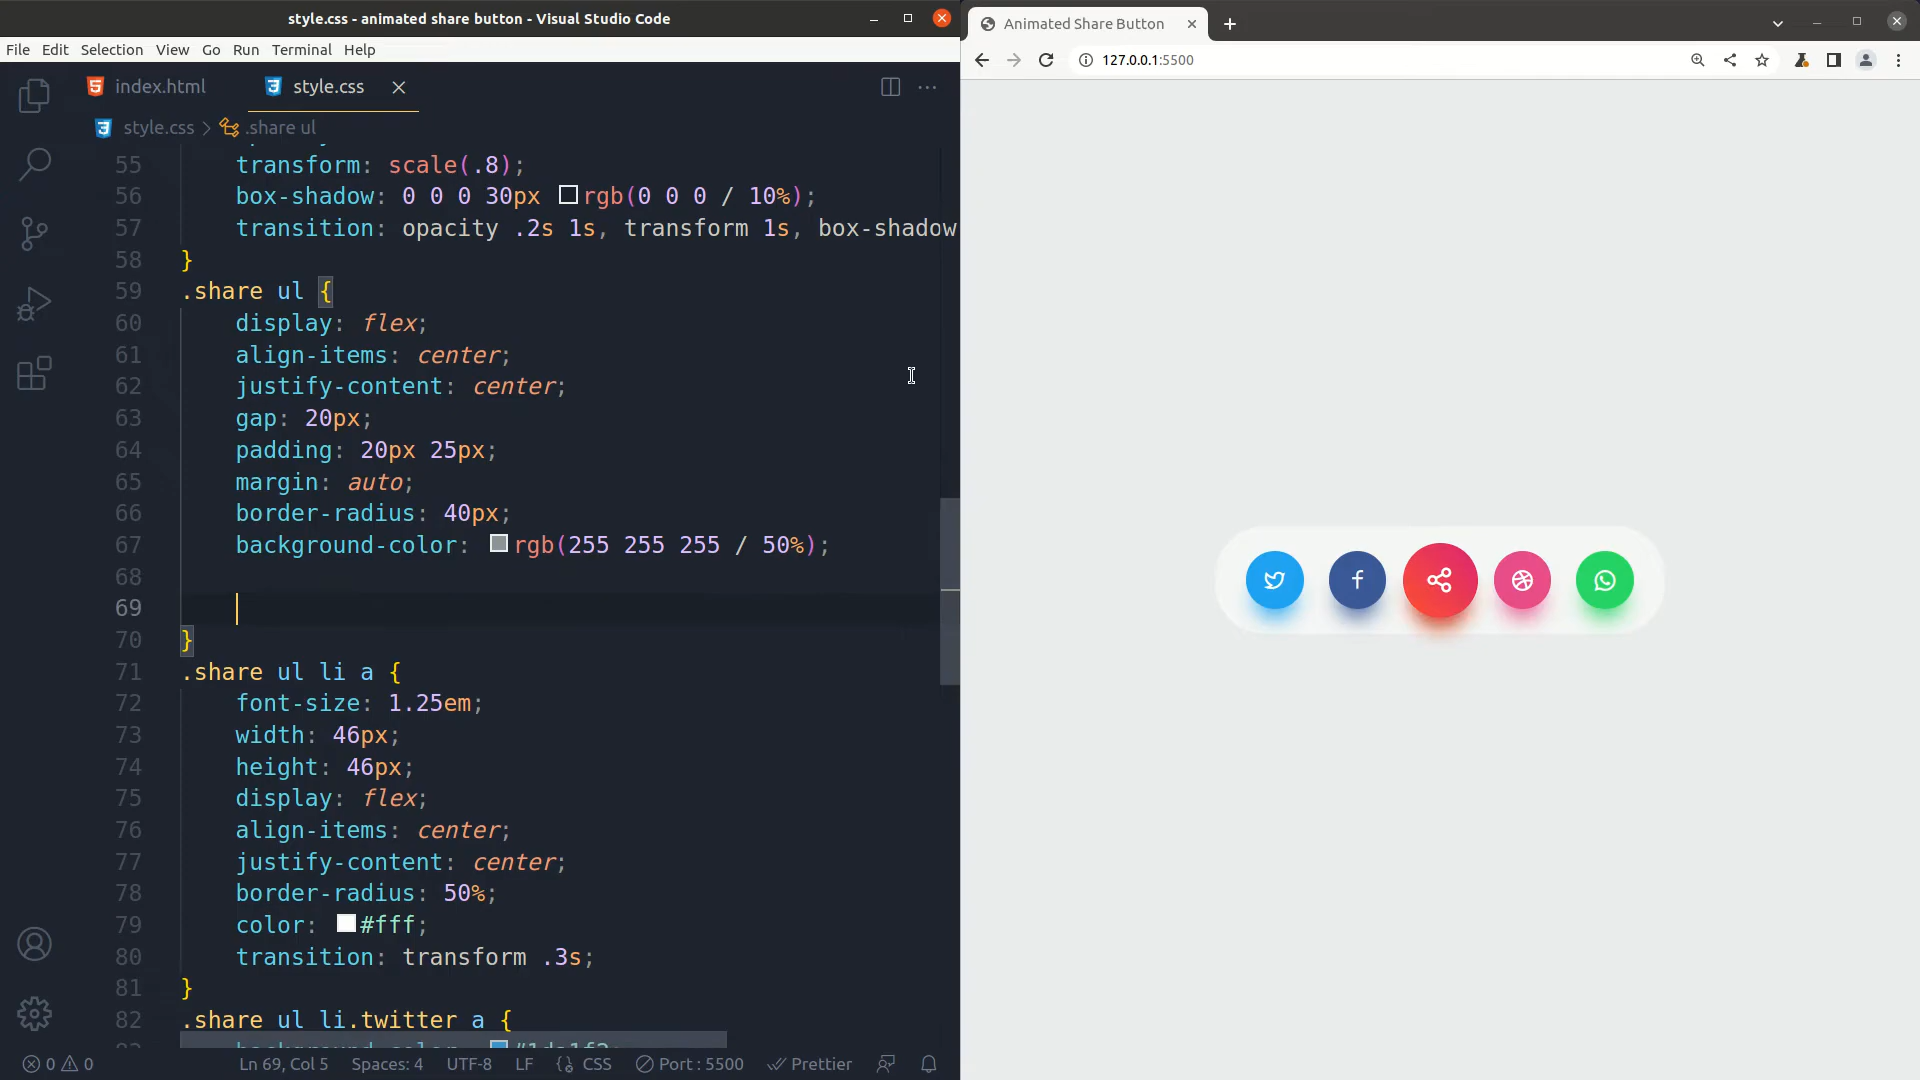 style.css - animated share button - Visual Studio Code
File Edit Selection View Go Run Terminal Help
index.html style.css
style.css > .share ul
55 transform: scale(.8);
56 box-shadow: 0 0 0 30px rgb(0 0 0 / 10%);
57 transition: opacity .2s 1s, transform 1s, box-shadow
58 }
59 .share ul {
60 display: flex;
61 align-items: center;
62 justify-content: center;
63 gap: 20px;
64 padding: 20px 25px;
65 margin: auto;
66 border-radius: 40px;
67 background-color: rgb(255 255 255 / 50%);
68
69
70 }
71 .share ul li a {
72 font-size: 1.25em;
73 width: 46px;
74 height: 46px;
75 display: flex;
76 align-items: center;
77 justify-content: center;
78 border-radius: 50%;
79 color: #fff;
80 transition: transform .3s;
81 }
82 .share ul li.twitter a {
0 0 Ln 69, Col 5 Spaces: 4 UTF-8 LF {} CSS Port : 5500 Prettier
Animated Share Button
127.0.0.1:5500